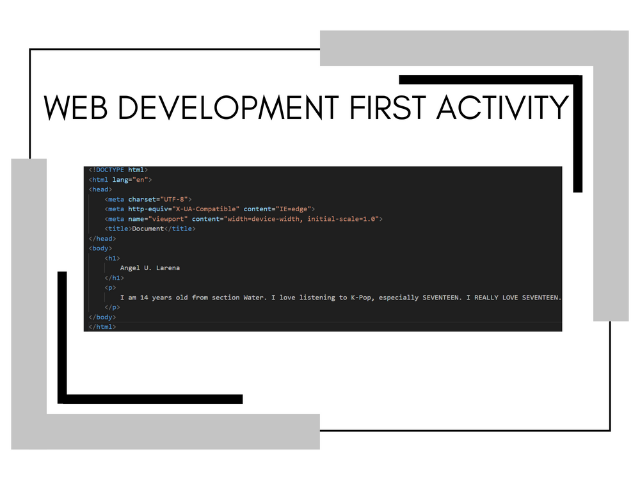 WEB DEVELOPMENT FIRST ACTIVITY
<!DOCTYPE html>
<html lang="en">
<head>
<meta charset="UTF-8">
<meta http-equiv="X-UA-Compatible" content="IE=edge">
<meta name="viewport" content="width=device-width, initial-scale=1.0">
<title>Document</title>
</head>
<body>
<h1>
Angel U. Larena
</h1>
<p>
I am 14 years old from section Water. I love listening to K-Pop, especially SEVENTEEN. I REALLY LOVE SEVENTEEN.
</p>
</body>
</html>